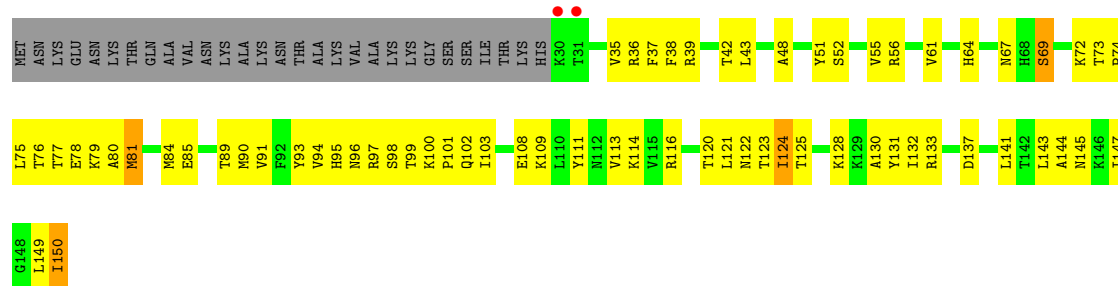 MET ASN LYS GLU ASN LYS THR GLN ALA VAL ASN LYS ALA LYS ASN THR ALA LYS VAL ALA LYS LYS GLY SER SER ILE THR LYS HIS K30 T31 V35 R36 F37 F38 R39 T42 L43 A48 Y51 S52 V55 R56 V61 H64 N67 H68 S69 K72 T73
L75 T76 T77 E78 K79 A80 M81 M84 E85 T89 M90 V91 F92 Y93 V94 H95 N96 R97 S98 T99 K100 P101 Q102 I103 E108 K109 L110 Y111 N112 V113 K114 V115 R116 T120 L121 N122 T123 I124 T125 K128 K129 A130 Y131 I132 R133 D137 L141 T142 L143 A144 N145 K146
G148 L149 I150